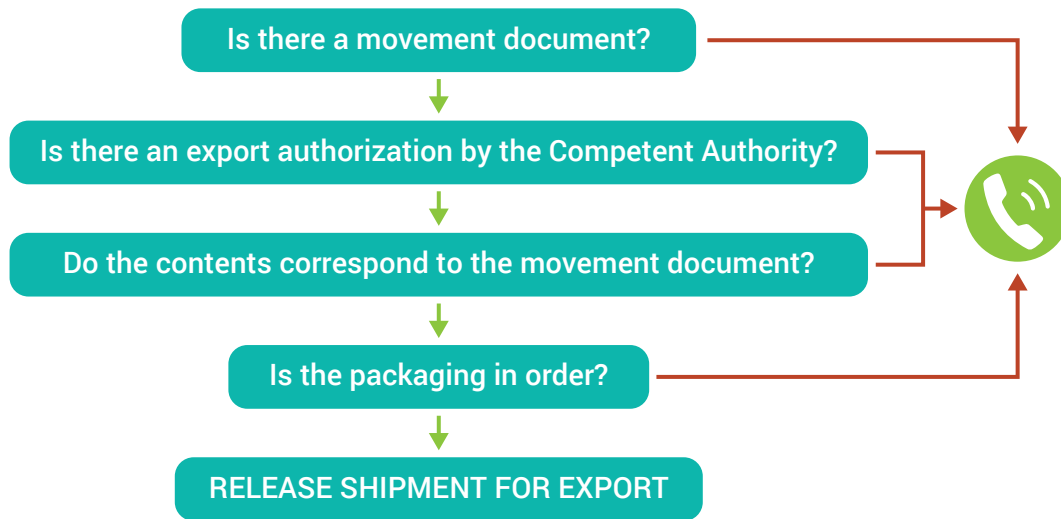 Is there a movement document?
Is there an export authorization by the Competent Authority?
Do the contents correspond to the movement document?
Is the packaging in order?
RELEASE SHIPMENT FOR EXPORT